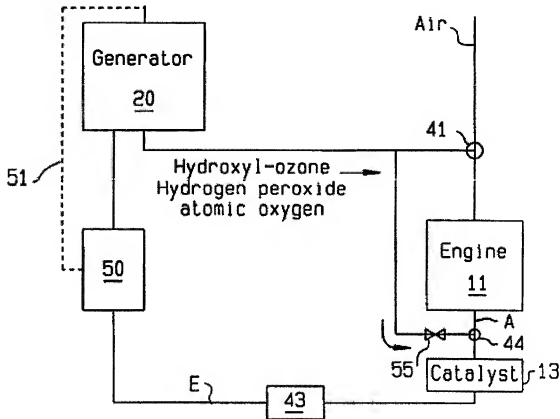 Air
Generator
20
41
51
Hydroxyl-ozone
Hydrogen peroxide
atomic oxygen
50
Engine
11
A
44
55
Catalyst
13
E
43